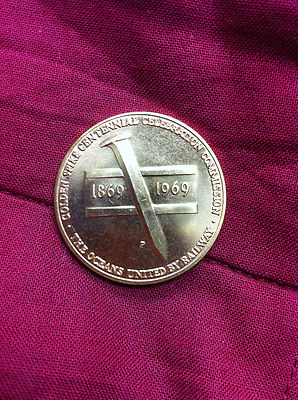 GOLDEN SPIKE CENTENNIAL CELEBRATION COMMISSION
1869 1969
P
• THE OCEANS UNITED BY RAILWAY •